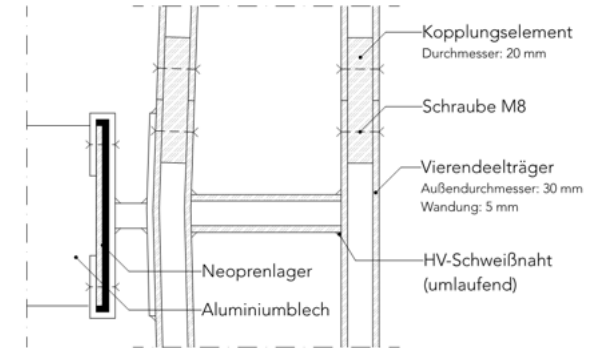 Kopplungselement
Durchmesser: 20 mm
Schraube M8
Vierendeelträger
Außendurchmesser: 30 mm
Wandung: 5 mm
HV-Schweißnaht
(umlaufend)
Neoprenlager
Aluminiumblech